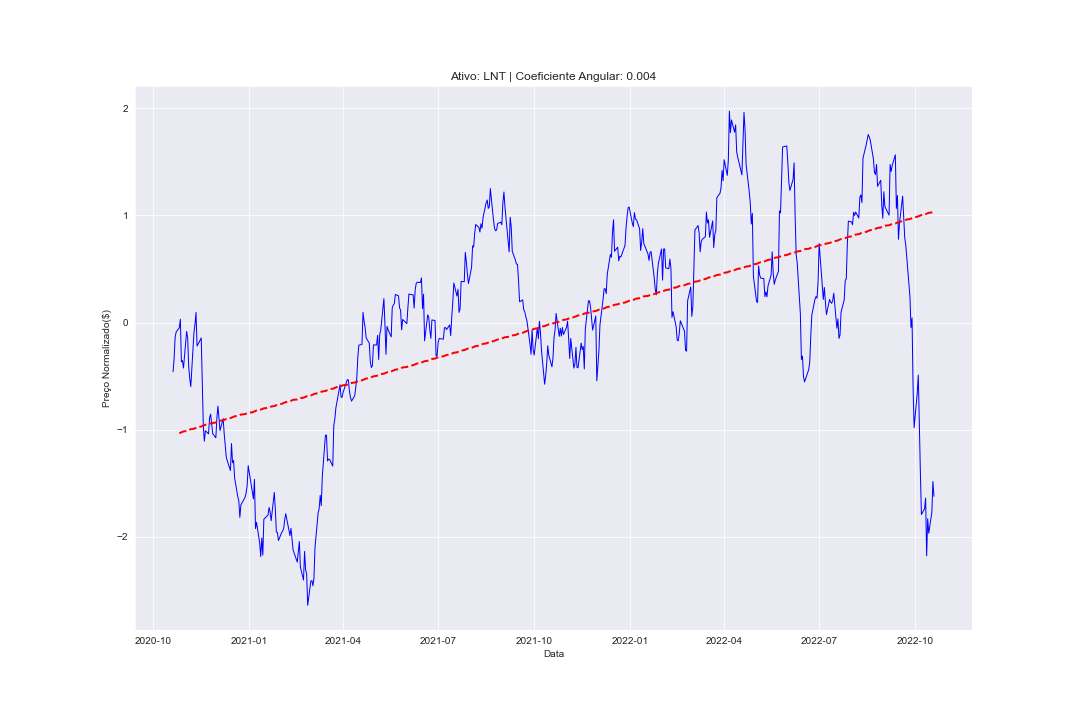 Ativo: LNT | Coeficiente Angular: 0.004
Preço Normalizado($)
2
1
0
−1
−2
2020-10 2021-01 2021-04 2021-07 2021-10 2022-01 2022-04 2022-07 2022-10
Data